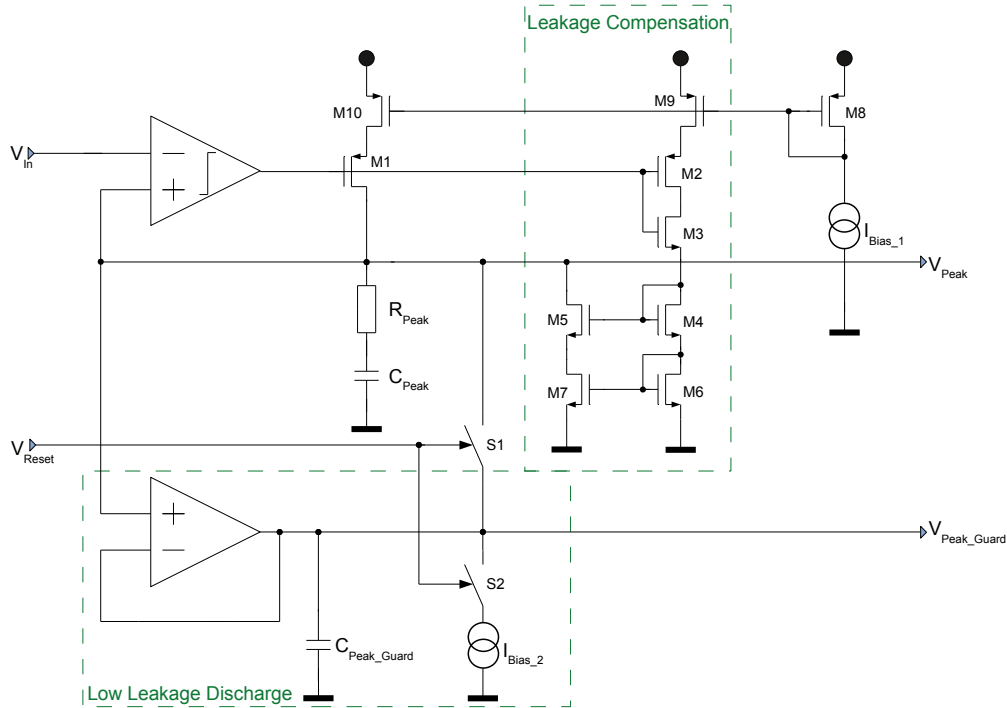 Leakage Compensation
M10
M9
M8
V_In
M1
M2
M3
I_Bias_1
V_Peak
R_Peak
M5
M4
C_Peak
M7
M6
V_Reset
S1
V_Peak_Guard
S2
C_Peak_Guard
I_Bias_2
Low Leakage Discharge